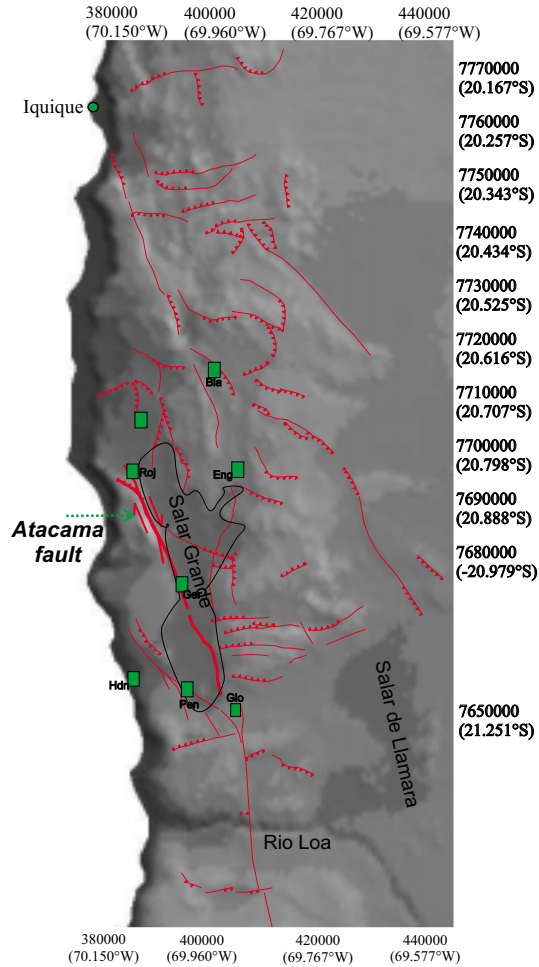 380000 400000 420000 440000
(70.150°W) (69.960°W) (69.767°W) (69.577°W)
7770000
(20.167°S)
Iquique
7760000
(20.257°S)
7750000
(20.343°S)
7740000
(20.434°S)
7730000
(20.525°S)
7720000
(20.616°S)
Bla
7710000
(20.707°S)
7700000
(20.798°S)
Roj
Eng
7690000
(20.888°S)
Atacama
fault
Salar Grande
7680000
(-20.979°S)
Ger
Salar de Llamara
Hdn
Pen
Glo
7650000
(21.251°S)
Rio Loa
380000 400000 420000 440000
(70.150°W) (69.960°W) (69.767°W) (69.577°W)